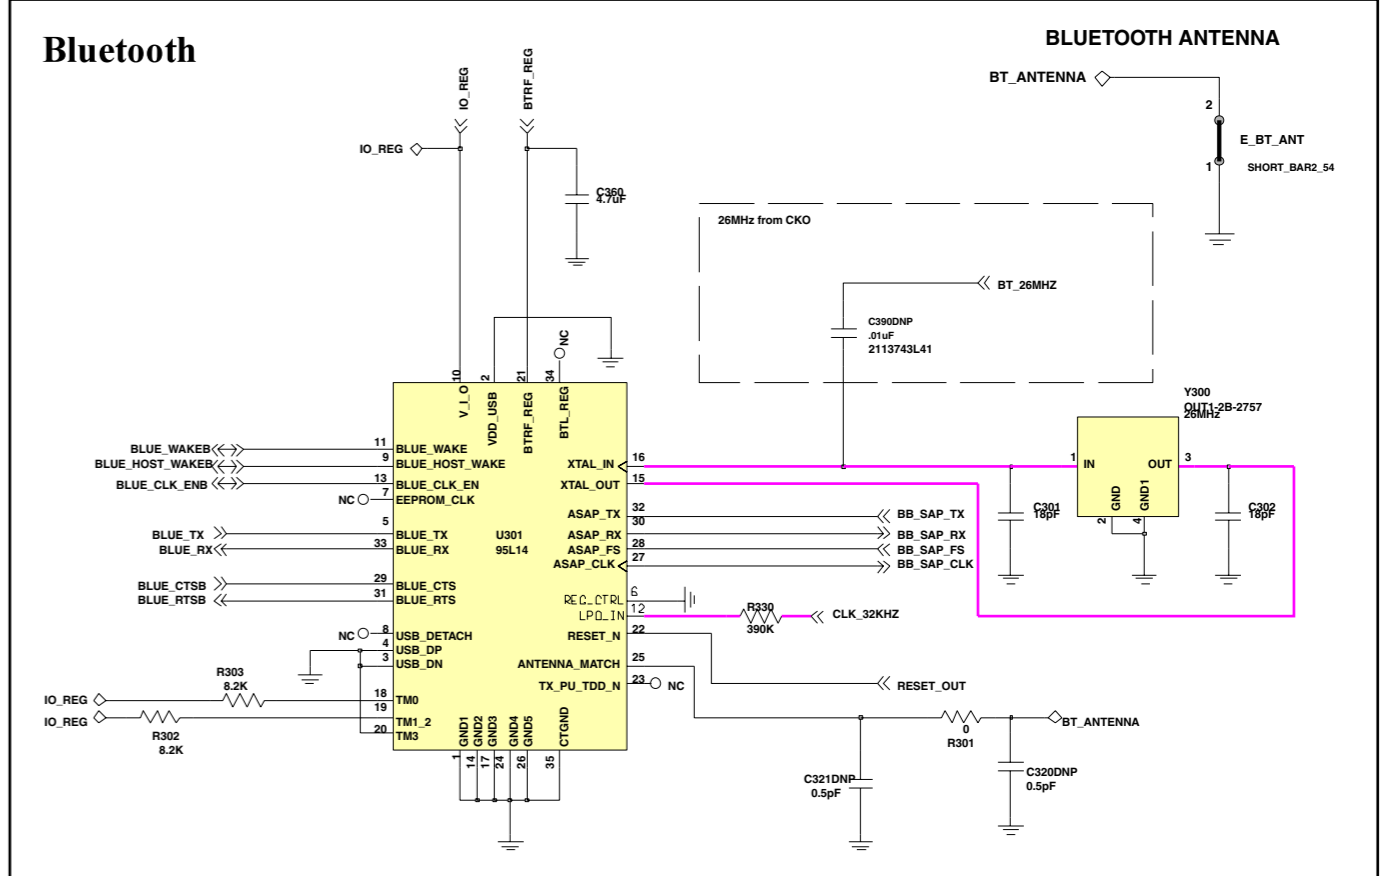 Bluetooth
BLUETOOTH ANTENNA
BT_ANTENNA
2
1
E_BT_ANT
SHORT_BAR2_54
IO_REG
BTRF_REG
IO_REG
C360
4.7uF
26MHz from CKO
BT_26MHZ
C390DNP
.01uF
2113743L41
NC
10
2
21
34
V_I_O
VDD_USB
BTRF_REG
BTL_REG
Y300
OUT1-2B-2757
26MHz
1
IN
OUT
3
GND
GND1
2
4
C301
18pF
C302
18pF
BLUE_WAKEB
11
BLUE_WAKE
BLUE_HOST_WAKEB
9
BLUE_HOST_WAKE
BLUE_CLK_ENB
13
BLUE_CLK_EN
NC
7
EEPROM_CLK
BLUE_TX
5
BLUE_TX
BLUE_RX
33
BLUE_RX
BLUE_CTSB
29
BLUE_CTS
BLUE_RTSB
31
BLUE_RTS
NC
8
USB_DETACH
4
USB_DP
3
USB_DN
IO_REG
R303
8.2K
18
TM0
IO_REG
R302
8.2K
19
TM1_2
20
TM3
U301
95L14
XTAL_IN
16
XTAL_OUT
15
ASAP_TX
32
BB_SAP_TX
ASAP_RX
30
BB_SAP_RX
ASAP_FS
28
BB_SAP_FS
ASAP_CLK
27
BB_SAP_CLK
REG_CTRL
6
LPO_IN
12
R330
390K
CLK_32KHZ
RESET_N
22
RESET_OUT
ANTENNA_MATCH
25
TX_PU_TDD_N
23
NC
GND1
GND2
GND3
GND4
GND5
CTGND
1
14
17
24
26
35
0
R301
BT_ANTENNA
C321DNP
0.5pF
C320DNP
0.5pF